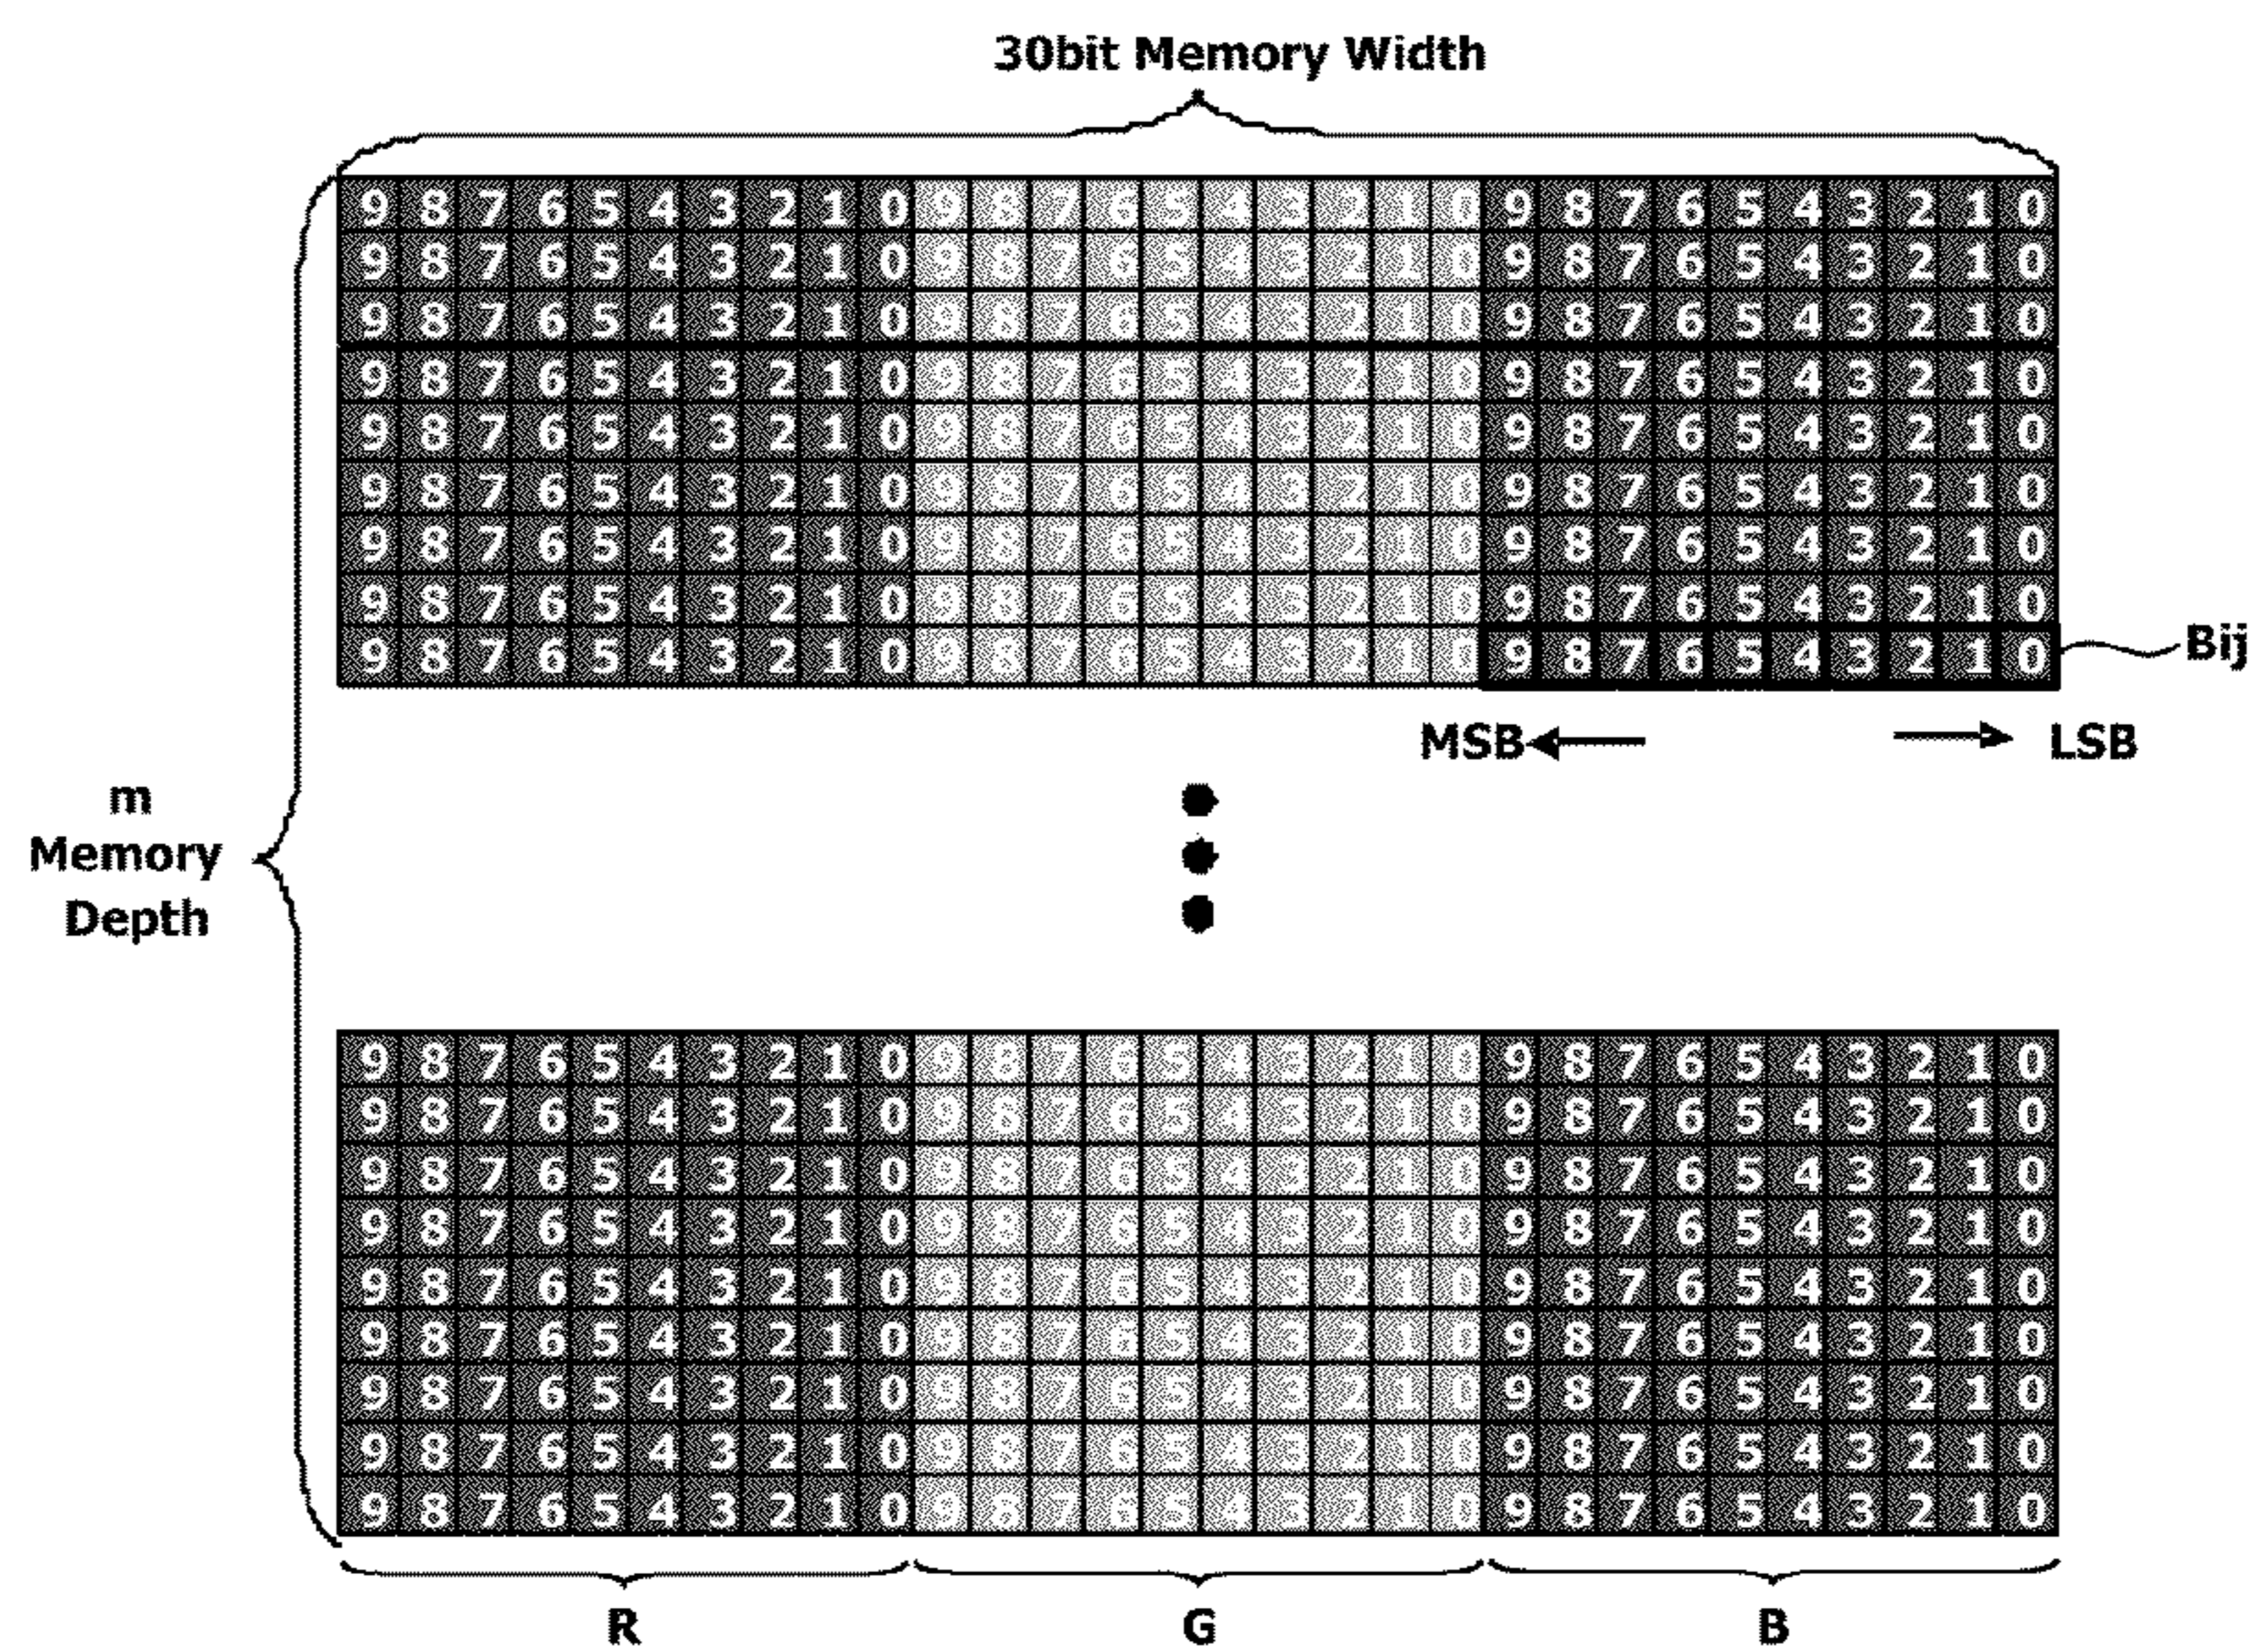 30bit Memory Width
9 8 7 6 5 4 3 2 1 0 9 8 7 6 5 4 3 2 1 0 9 8 7 6 5 4 3 2 1 0
9 8 7 6 5 4 3 2 1 0 9 8 7 6 5 4 3 2 1 0 9 8 7 6 5 4 3 2 1 0
9 8 7 6 5 4 3 2 1 0 9 8 7 6 5 4 3 2 1 0 9 8 7 6 5 4 3 2 1 0
9 8 7 6 5 4 3 2 1 0 9 8 7 6 5 4 3 2 1 0 9 8 7 6 5 4 3 2 1 0
9 8 7 6 5 4 3 2 1 0 9 8 7 6 5 4 3 2 1 0 9 8 7 6 5 4 3 2 1 0
9 8 7 6 5 4 3 2 1 0 9 8 7 6 5 4 3 2 1 0 9 8 7 6 5 4 3 2 1 0
9 8 7 6 5 4 3 2 1 0 9 8 7 6 5 4 3 2 1 0 9 8 7 6 5 4 3 2 1 0
9 8 7 6 5 4 3 2 1 0 9 8 7 6 5 4 3 2 1 0 9 8 7 6 5 4 3 2 1 0
9 8 7 6 5 4 3 2 1 0 9 8 7 6 5 4 3 2 1 0 9 8 7 6 5 4 3 2 1 0 Bij
MSB LSB
m
Memory
Depth
9 8 7 6 5 4 3 2 1 0 9 8 7 6 5 4 3 2 1 0 9 8 7 6 5 4 3 2 1 0
9 8 7 6 5 4 3 2 1 0 9 8 7 6 5 4 3 2 1 0 9 8 7 6 5 4 3 2 1 0
9 8 7 6 5 4 3 2 1 0 9 8 7 6 5 4 3 2 1 0 9 8 7 6 5 4 3 2 1 0
9 8 7 6 5 4 3 2 1 0 9 8 7 6 5 4 3 2 1 0 9 8 7 6 5 4 3 2 1 0
9 8 7 6 5 4 3 2 1 0 9 8 7 6 5 4 3 2 1 0 9 8 7 6 5 4 3 2 1 0
9 8 7 6 5 4 3 2 1 0 9 8 7 6 5 4 3 2 1 0 9 8 7 6 5 4 3 2 1 0
9 8 7 6 5 4 3 2 1 0 9 8 7 6 5 4 3 2 1 0 9 8 7 6 5 4 3 2 1 0
9 8 7 6 5 4 3 2 1 0 9 8 7 6 5 4 3 2 1 0 9 8 7 6 5 4 3 2 1 0
9 8 7 6 5 4 3 2 1 0 9 8 7 6 5 4 3 2 1 0 9 8 7 6 5 4 3 2 1 0
R G B